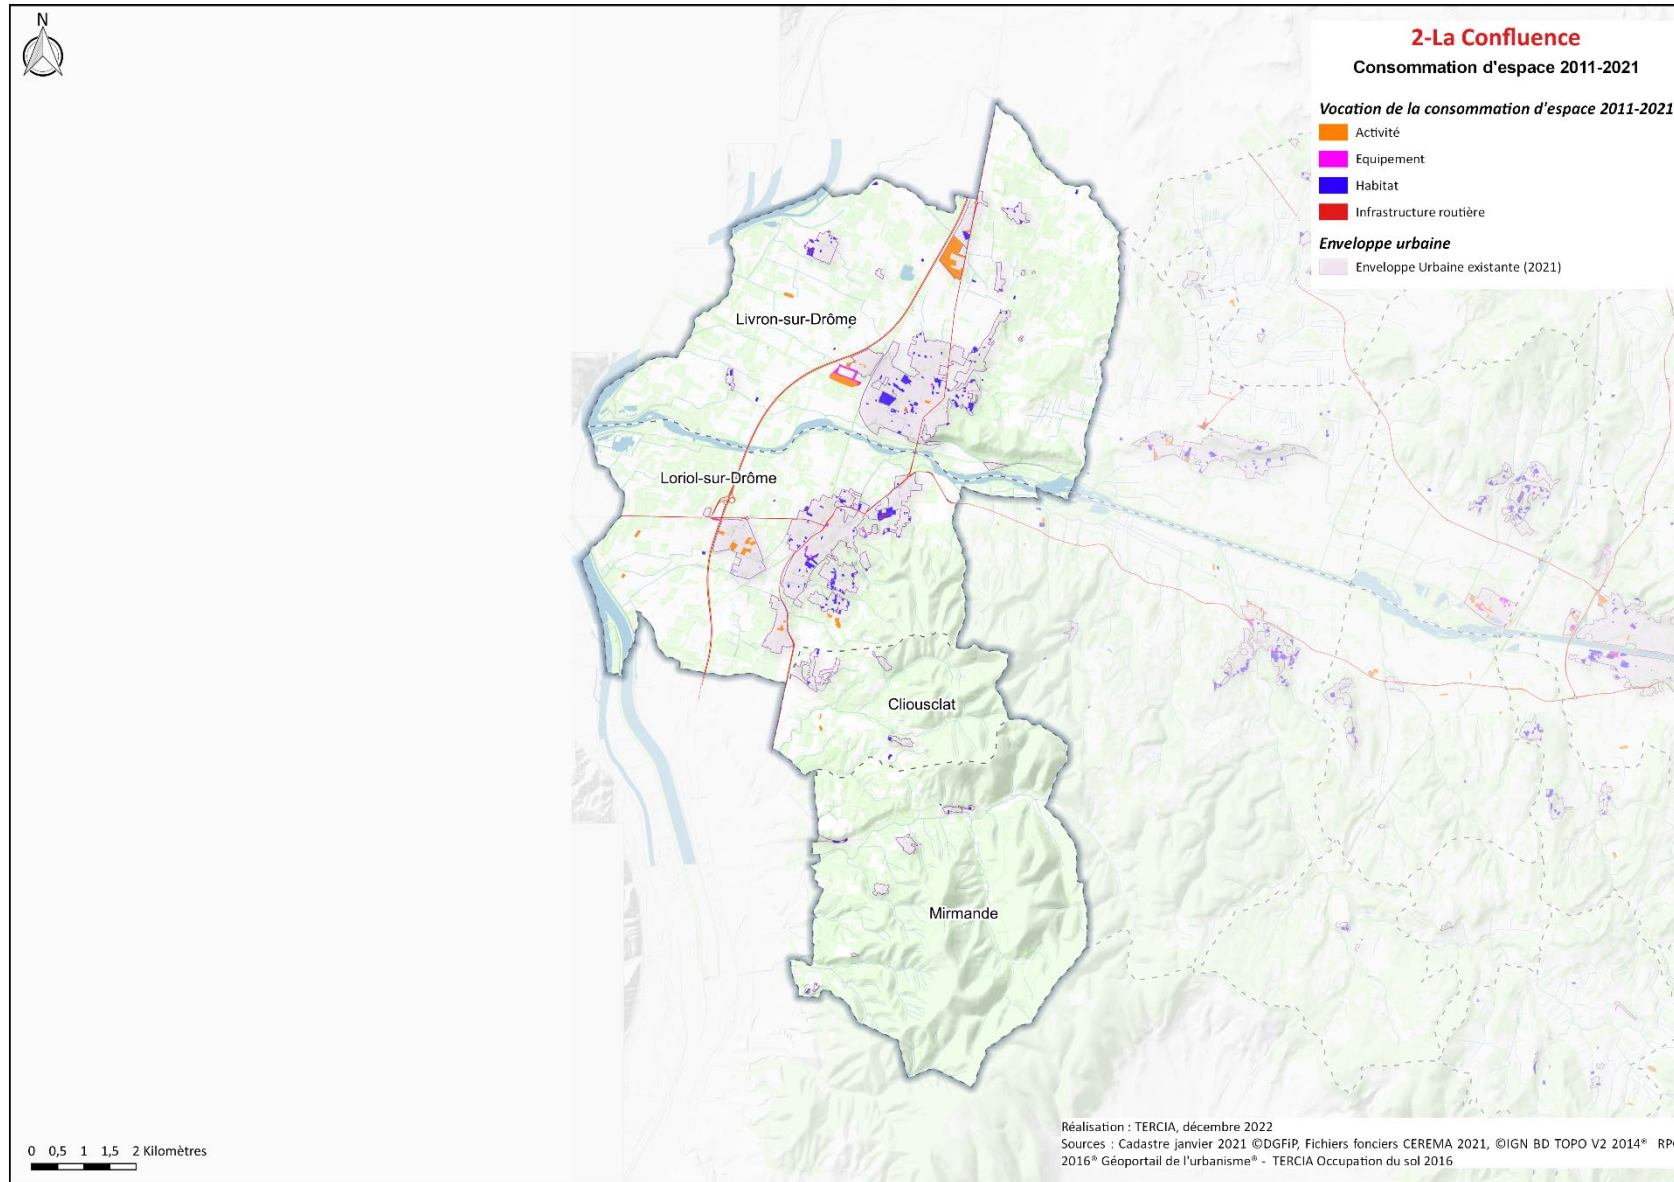 N
2-La Confluence
Consommation d'espace 2011-2021
Vocation de la consommation d'espace 2011-2021
Activité
Equipement
Habitat
Infrastructure routière
Enveloppe urbaine
Enveloppe Urbaine existante (2021)
Livron-sur-Drôme
Loriol-sur-Drôme
Cliousclat
Mirmande
0 0,5 1 1,5 2 Kilomètres
Réalisation : TERCIA, décembre 2022
Sources : Cadastre janvier 2021 ©DGFiP, Fichiers fonciers CEREMA 2021, ©IGN BD TOPO V2 2014® RPG
2016® Géoportail de l'urbanisme® - TERCIA Occupation du sol 2016